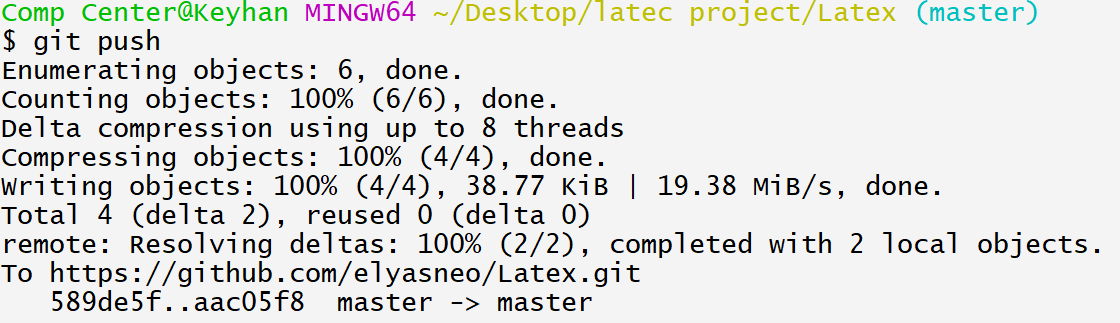 Comp Center@Keyhan MINGW64 ~/Desktop/latec project/Latex (master)
$ git push
Enumerating objects: 6, done.
Counting objects: 100% (6/6), done.
Delta compression using up to 8 threads
Compressing objects: 100% (4/4), done.
Writing objects: 100% (4/4), 38.77 KiB | 19.38 MiB/s, done.
Total 4 (delta 2), reused 0 (delta 0)
remote: Resolving deltas: 100% (2/2), completed with 2 local objects.
To https://github.com/elyasneo/Latex.git
   589de5f..aac05f8  master -> master